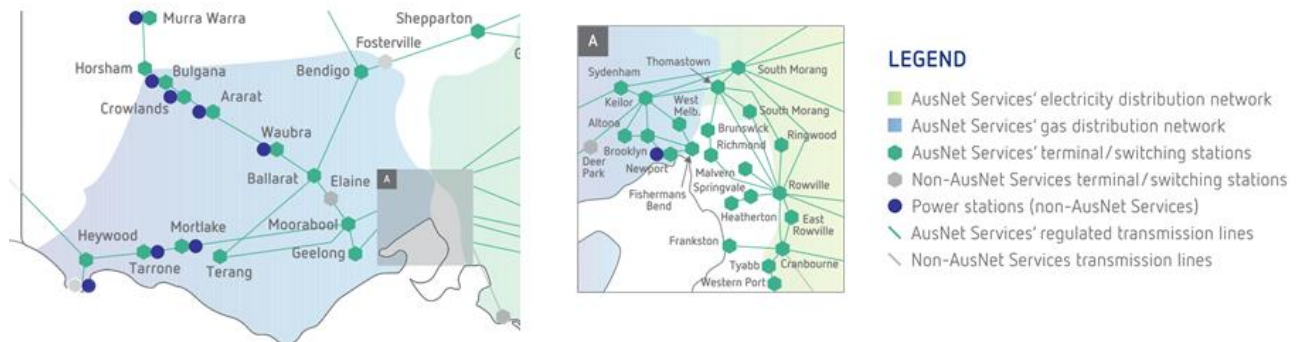 Murra Warra
Shepparton
Fosterville
Horsham
Bulgana
Bendigo
Crowlands
Ararat
Waubra
Ballarat
Elaine
A
Moorabool
Heywood
Mortlake
Tarrone
Terang
Geelong
A
Thomastown
South Morang
Sydenham
Keilor
West
Melb.
South Morang
Altona
Brunswick
Ringwood
Richmond
Deer
Park
Brooklyn
Newport
Malvern
Fishermans
Bend
Springvale
Rowville
Heatherton
East
Rowville
Frankston
Tyabb
Cranbourne
Western Port
LEGEND
AusNet Services' electricity distribution network
AusNet Services' gas distribution network
AusNet Services' terminal/switching stations
Non-AusNet Services terminal/switching stations
Power stations (non-AusNet Services)
AusNet Services' regulated transmission lines
Non-AusNet Services transmission lines